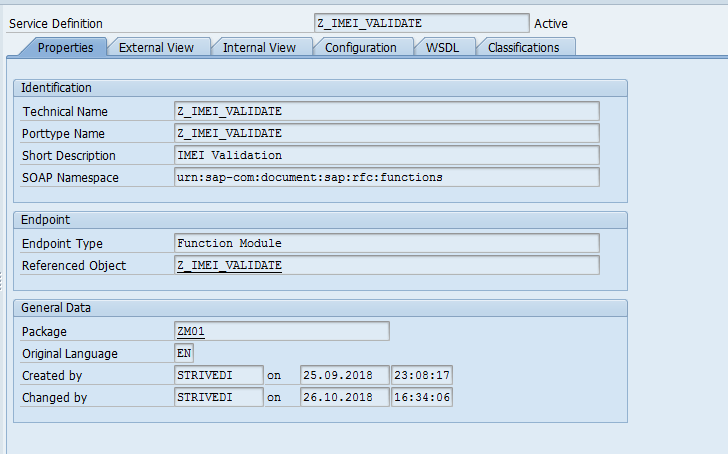 Service Definition Z_IMEI_VALIDATE Active
Properties External View Internal View Configuration WSDL Classifications
Identification
Technical Name Z_IMEI_VALIDATE
Porttype Name Z_IMEI_VALIDATE
Short Description IMEI Validation
SOAP Namespace urn:sap-com:document:sap:rfc:functions
Endpoint
Endpoint Type Function Module
Referenced Object Z_IMEI_VALIDATE
General Data
Package ZM01
Original Language EN
Created by STRIVEDI on 25.09.2018 23:08:17
Changed by STRIVEDI on 26.10.2018 16:34:06